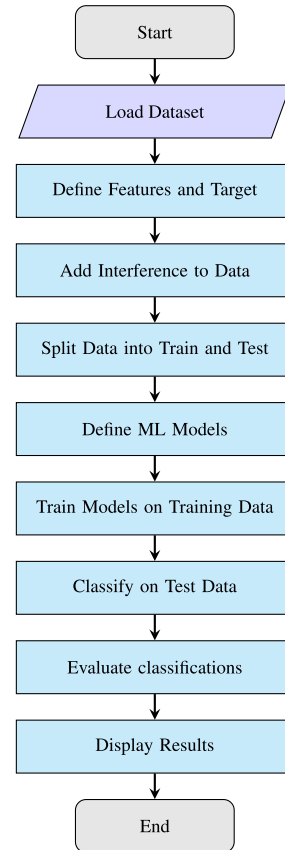 Start
Load Dataset
Define Features and Target
Add Interference to Data
Split Data into Train and Test
Define ML Models
Train Models on Training Data
Classify on Test Data
Evaluate classifications
Display Results
End